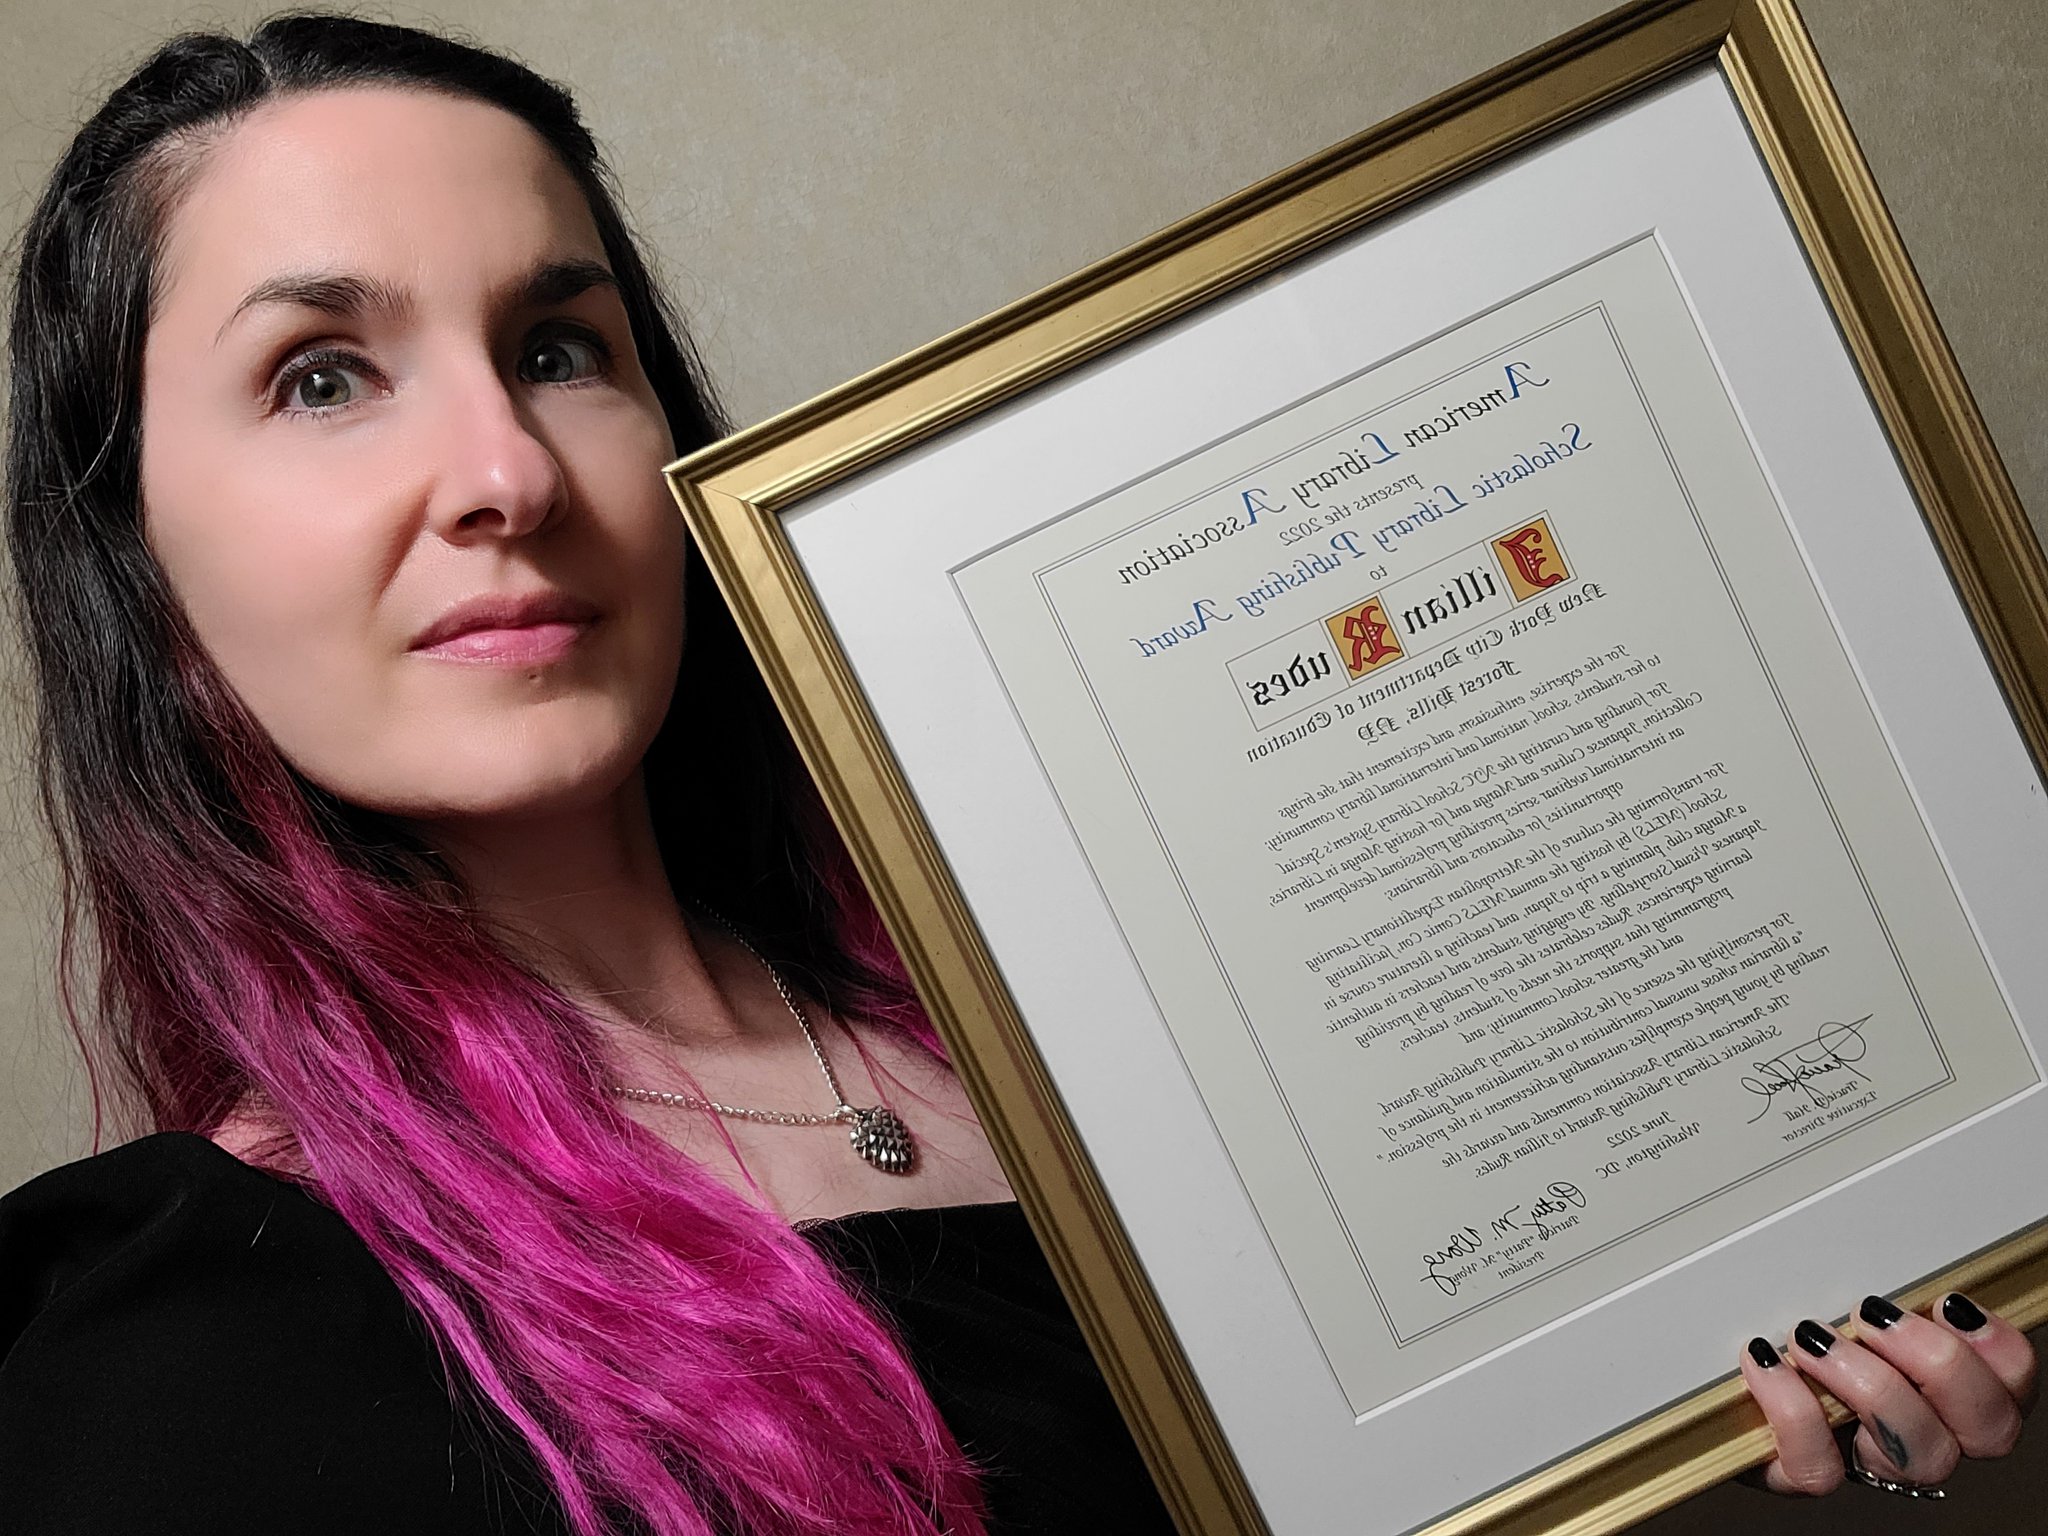 American Library Association
presents the 2022
Scholastic Library Publishing Award
to
Jillian Rudes
New York City Department of Education
Forest Hills, NY
For the expertise, enthusiasm, and excitement that she brings
to her students, school, national and international library community;
For founding and curating the NYC School Library System's Special
Collection, Japanese Culture and Manga and for hosting Manga in Libraries,
an international webinar series providing professional development
opportunities for educators and librarians;
For transforming the culture of the Metropolitan Expeditionary Learning
School (MELS) by hosting the annual MELS Comic Con, facilitating
a Manga club, planning a trip to Japan, and teaching a literature course in
Japanese Visual Storytelling. By engaging students and teachers in authentic
learning experiences, Rudes celebrates the love of reading by providing
programming that supports the needs of students, teachers,
and the greater school community; and
For personifying the essence of the Scholastic Library Publishing Award,
"a librarian whose unusual contribution to the stimulation and guidance of
reading by young people exemplifies outstanding achievement in the profession."
The American Library Association commends and awards the
Scholastic Library Publishing Award to Jillian Rudes.
June 2022
Washington, DC
Tracie D. Hall
Executive Director
Patty M. Wong
Patricia "Patty" M. Wong
President